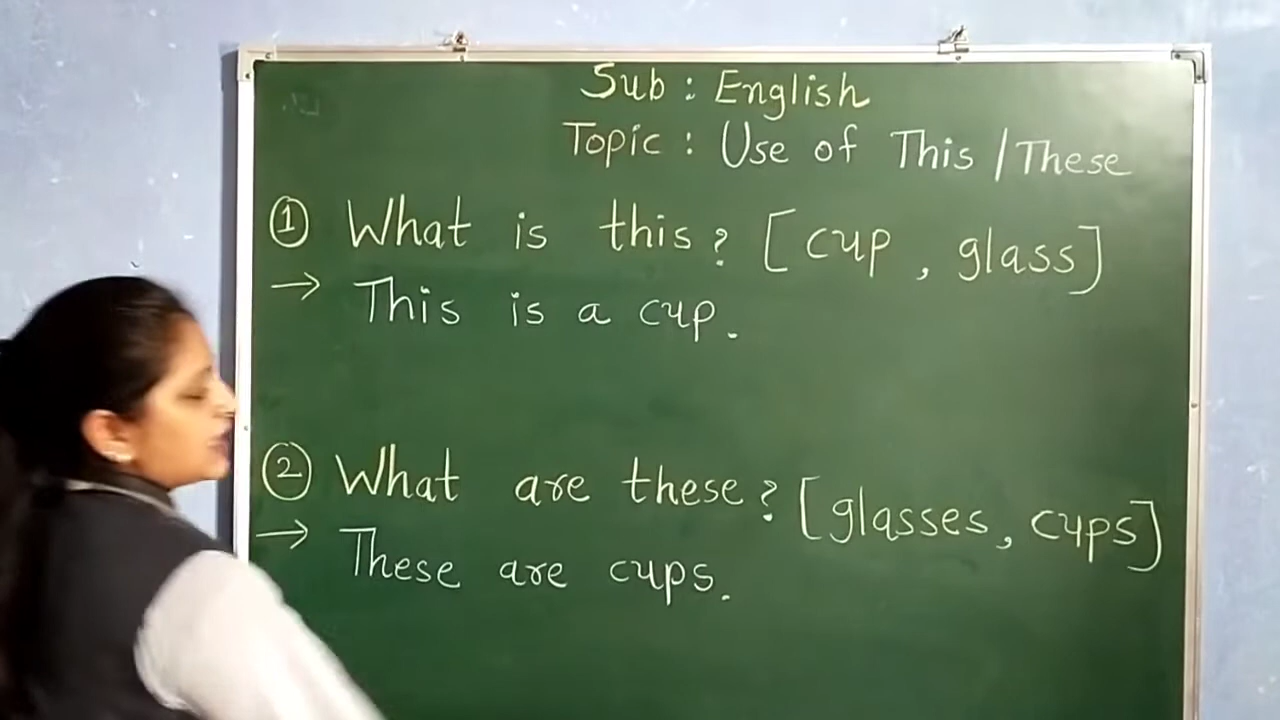 Sub : English
Topic : Use of This / These
① What is this? [cup, glass]
→ This is a cup.
② What are these? [glasses, cups]
→ These are cups.